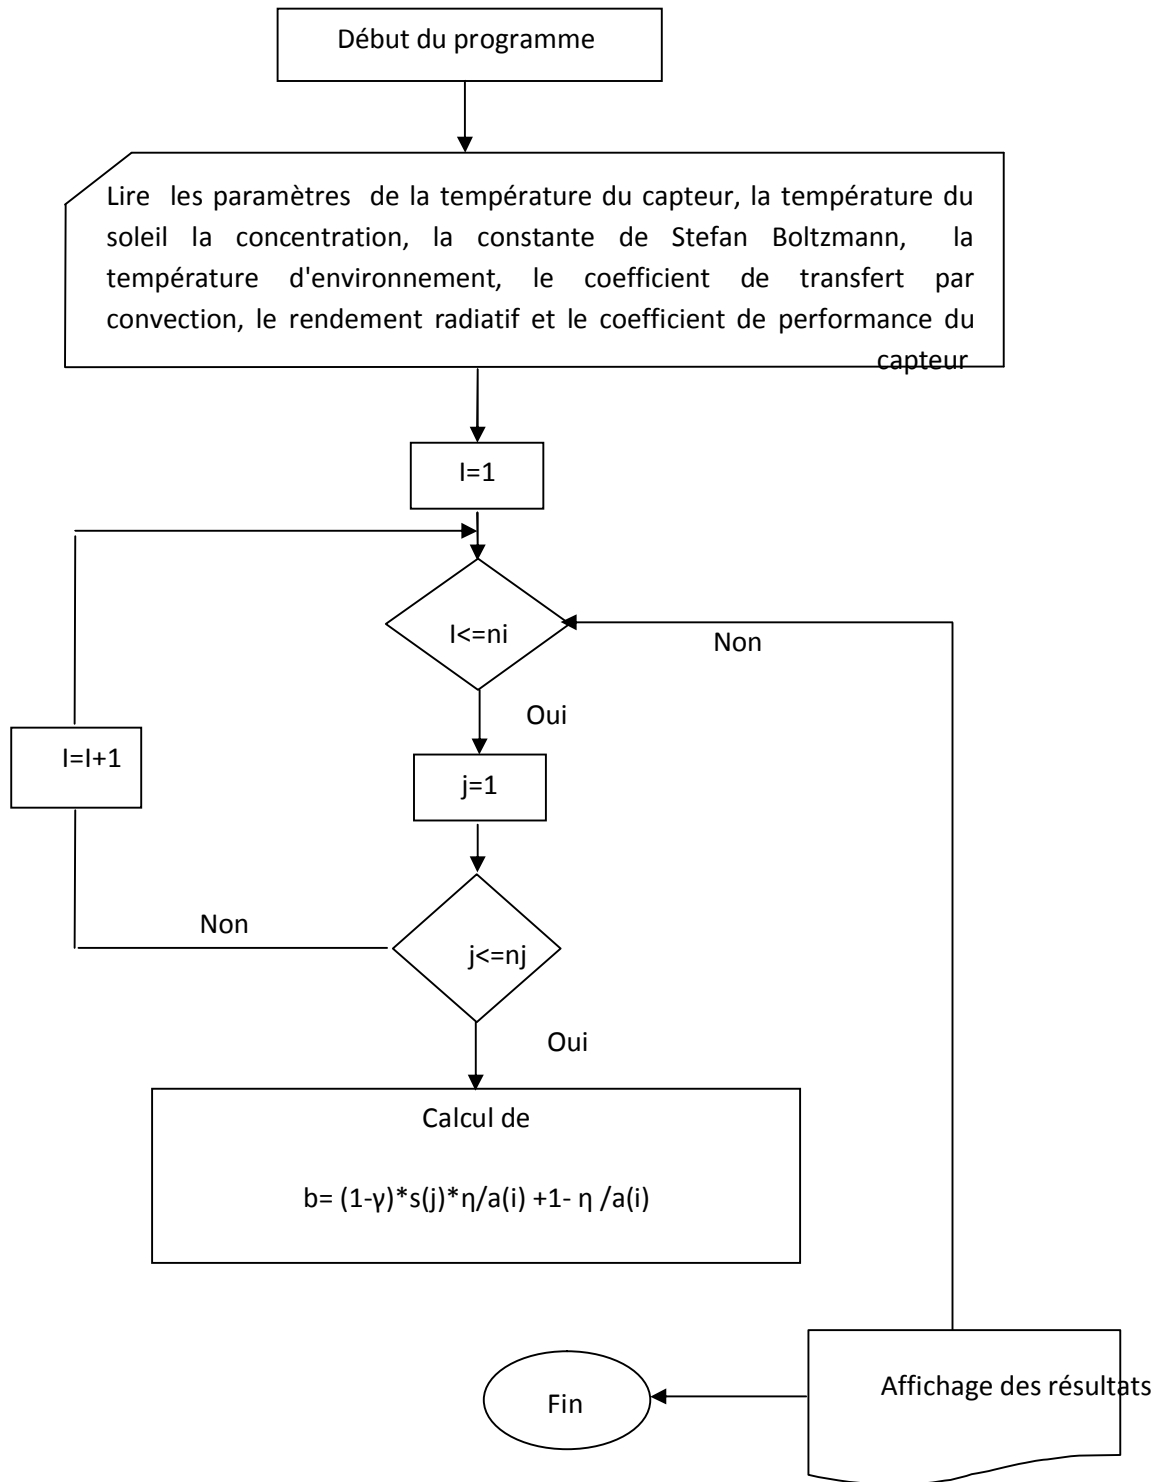 Début du programme
Lire les paramètres de la température du capteur, la température du
soleil la concentration, la constante de Stefan Boltzmann, la
température d'environnement, le coefficient de transfert par
convection, le rendement radiatif et le coefficient de performance du
capteur
I=1
I<=ni
Non
Oui
I=I+1
j=1
Non
j<=nj
Oui
Calcul de
b= (1-γ)*s(j)*η/a(i) +1- η /a(i)
Affichage des résultats
Fin